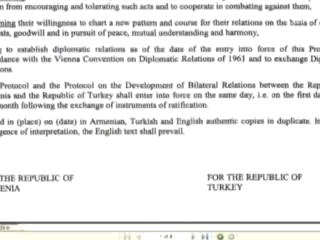 n from encouraging and tolerating such acts and to cooperate in combating against them,
ming their willingness to chart a new pattern and course for their relations on the basis of
sts, goodwill and in pursuit of peace, mutual understanding and harmony,
g to establish diplomatic relations as of the date of the entry into force of this Pro
dance with the Vienna Convention on Diplomatic Relations of 1961 and to exchange Dip
ons.
Protocol and the Protocol on the Development of Bilateral Relations between the Rep
enia and the Republic of Turkey shall enter into force on the same day, i.e. on the first da
month following the exchange of instruments of ratification.
d in (place) on (date) in Armenian, Turkish and English authentic copies in duplicate. In
gence of interpretation, the English text shall prevail.
THE REPUBLIC OF
ENIA
FOR THE REPUBLIC OF
TURKEY